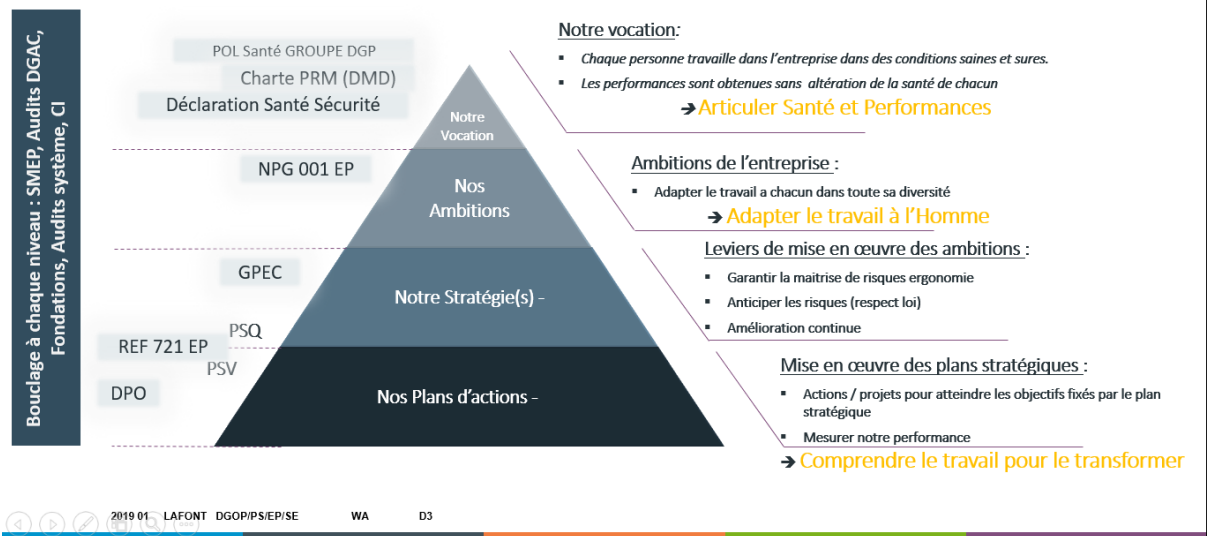 Bouclage à chaque niveau : SMEP, Audits DGAC,
Fondations, Audits système, CI
POL Santé GROUPE DGP
Charte PRM (DMD)
Déclaration Santé Sécurité
NPG 001 EP
GPEC
PSQ
REF 721 EP
PSV
DPO
Notre
Vocation
Nos
Ambitions
Notre Stratégie(s) -
Nos Plans d’actions -
Notre vocation:
▪ Chaque personne travaille dans l’entreprise dans des conditions saines et sures.
▪ Les performances sont obtenues sans altération de la santé de chacun
➔ Articuler Santé et Performances
Ambitions de l’entreprise :
▪ Adapter le travail a chacun dans toute sa diversité
➔ Adapter le travail à l’Homme
Leviers de mise en œuvre des ambitions :
▪ Garantir la maitrise de risques ergonomie
▪ Anticiper les risques (respect loi)
▪ Amélioration continue
Mise en œuvre des plans stratégiques :
▪ Actions / projets pour atteindre les objectifs fixés par le plan
stratégique
▪ Mesurer notre performance
➔ Comprendre le travail pour le transformer
2019 01 LAFONT DGOP/PS/EP/SE WA D3